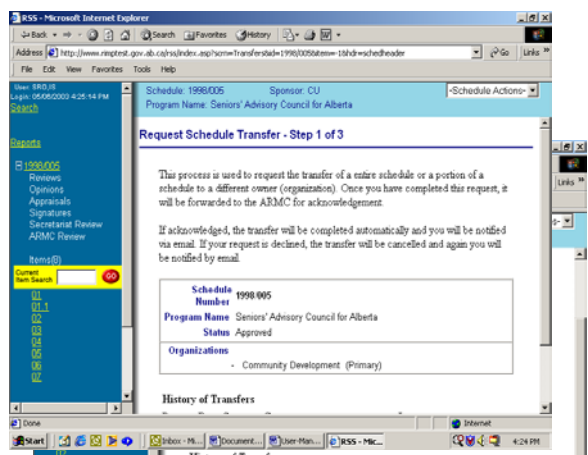 RSS - Microsoft Internet Explorer
Back Search Favorites History
Address http://www.rimptest.gov.ab.ca/rss/index.asp?scrn=Transfers&id=1998/005&item=-1&hdr=schedheader Go Links »
File Edit View Favorites Tools Help
User: SRO,IS
Login: 05/06/2003 4:25:14 PM
Search
Reports
1998/005
Reviews
Opinions
Appraisals
Signatures
Secretariat Review
ARMC Review
Items(8)
Current
Item Search GO
01
01.1
02
03
04
05
06
07
Schedule: 1998/005 Sponsor: CU -Schedule Actions-
Program Name: Seniors' Advisory Council for Alberta
Request Schedule Transfer - Step 1 of 3
This process is used to request the transfer of a entire schedule or a portion of a
schedule to a different owner (organization). Once you have completed this request, it
will be forwarded to the ARMC for acknowledgement.
If acknowledged, the transfer will be completed automatically and you will be notified
via email. If your request is declined, the transfer will be cancelled and again you will
be notified by email.
Schedule
Number 1998/005
Program Name Seniors' Advisory Council for Alberta
Status Approved
Organizations
- Community Development (Primary)
History of Transfers
Links »
Done Internet
Start Inbox - Mi... Document... User-Man... RSS - Mic... 4:24 PM